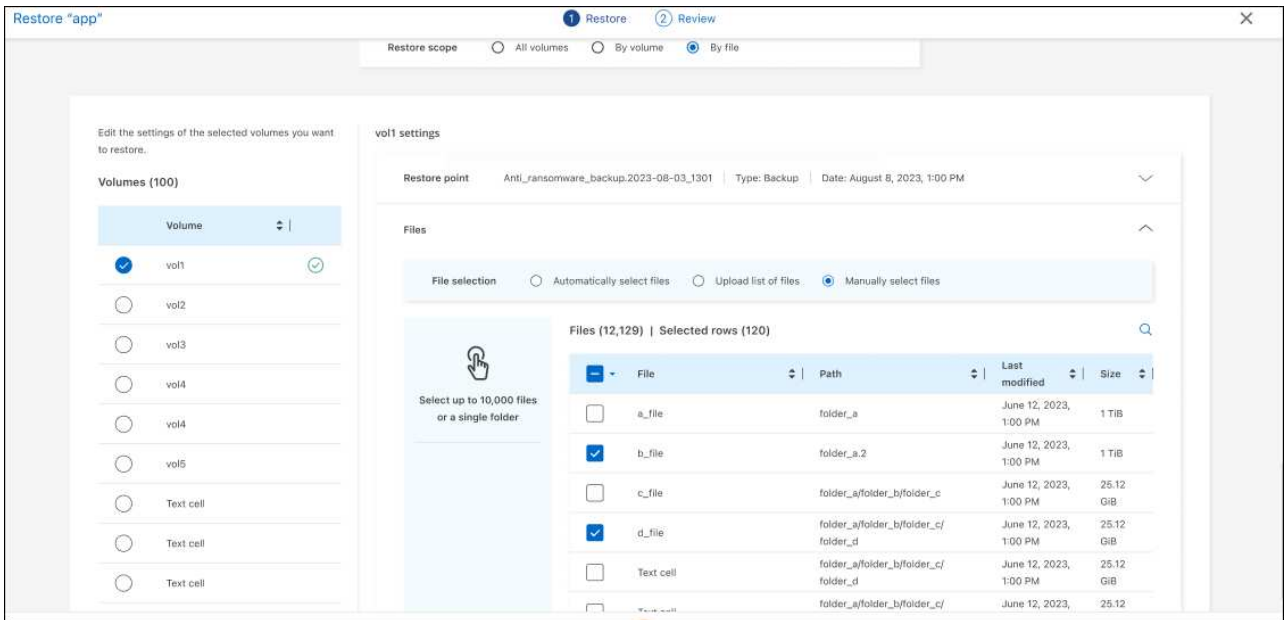 Restore "app"
1 Restore
2 Review
Restore scope All volumes By volume By file
Edit the settings of the selected volumes you want
to restore.
Volumes (100)
Volume
vol1
vol2
vol3
vol4
vol4
vol5
Text cell
Text cell
Text cell
vol1 settings
Restore point Anti_ransomware_backup.2023-08-03_1301 | Type: Backup | Date: August 8, 2023, 1:00 PM
Files
File selection Automatically select files Upload list of files Manually select files
Select up to 10,000 files
or a single folder
Files (12,129) | Selected rows (120)
File Path Last modified Size
a_file folder_a June 12, 2023, 1:00 PM 1 TiB
b_file folder_a.2 June 12, 2023, 1:00 PM 1 TiB
c_file folder_a/folder_b/folder_c June 12, 2023, 1:00 PM 25.12 GiB
d_file folder_a/folder_b/folder_c/folder_d June 12, 2023, 1:00 PM 25.12 GiB
Text cell folder_a/folder_b/folder_c/folder_d June 12, 2023, 1:00 PM 25.12 GiB
folder_a/folder_b/folder_c/ June 12, 2023, 25.12